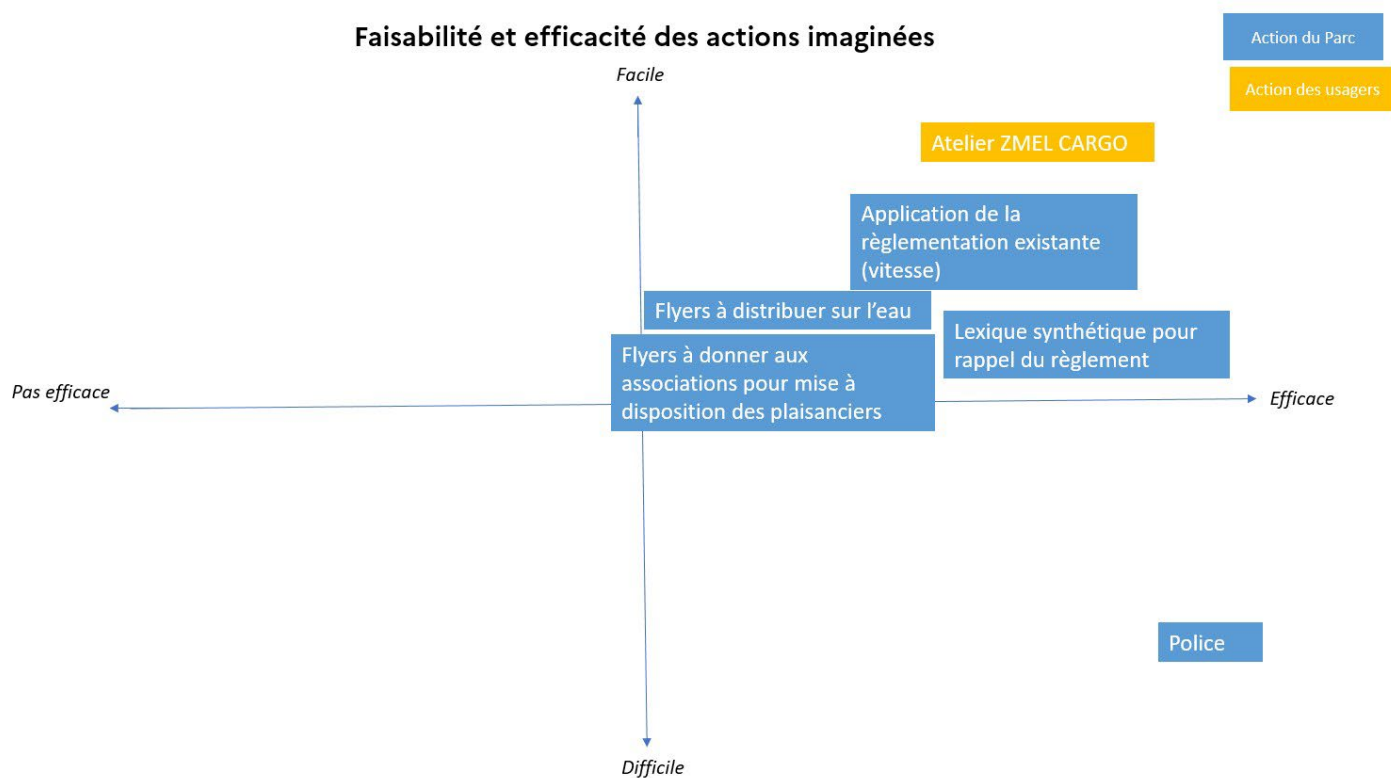 Faisabilité et efficacité des actions imaginées
Action du Parc
Action des usagers
Facile
Atelier ZMEL CARGO
Application de la
règlementation existante
(vitesse)
Flyers à distribuer sur l'eau
Lexique synthétique pour
rappel du règlement
Flyers à donner aux
associations pour mise à
disposition des plaisanciers
Pas efficace
Efficace
Police
Difficile